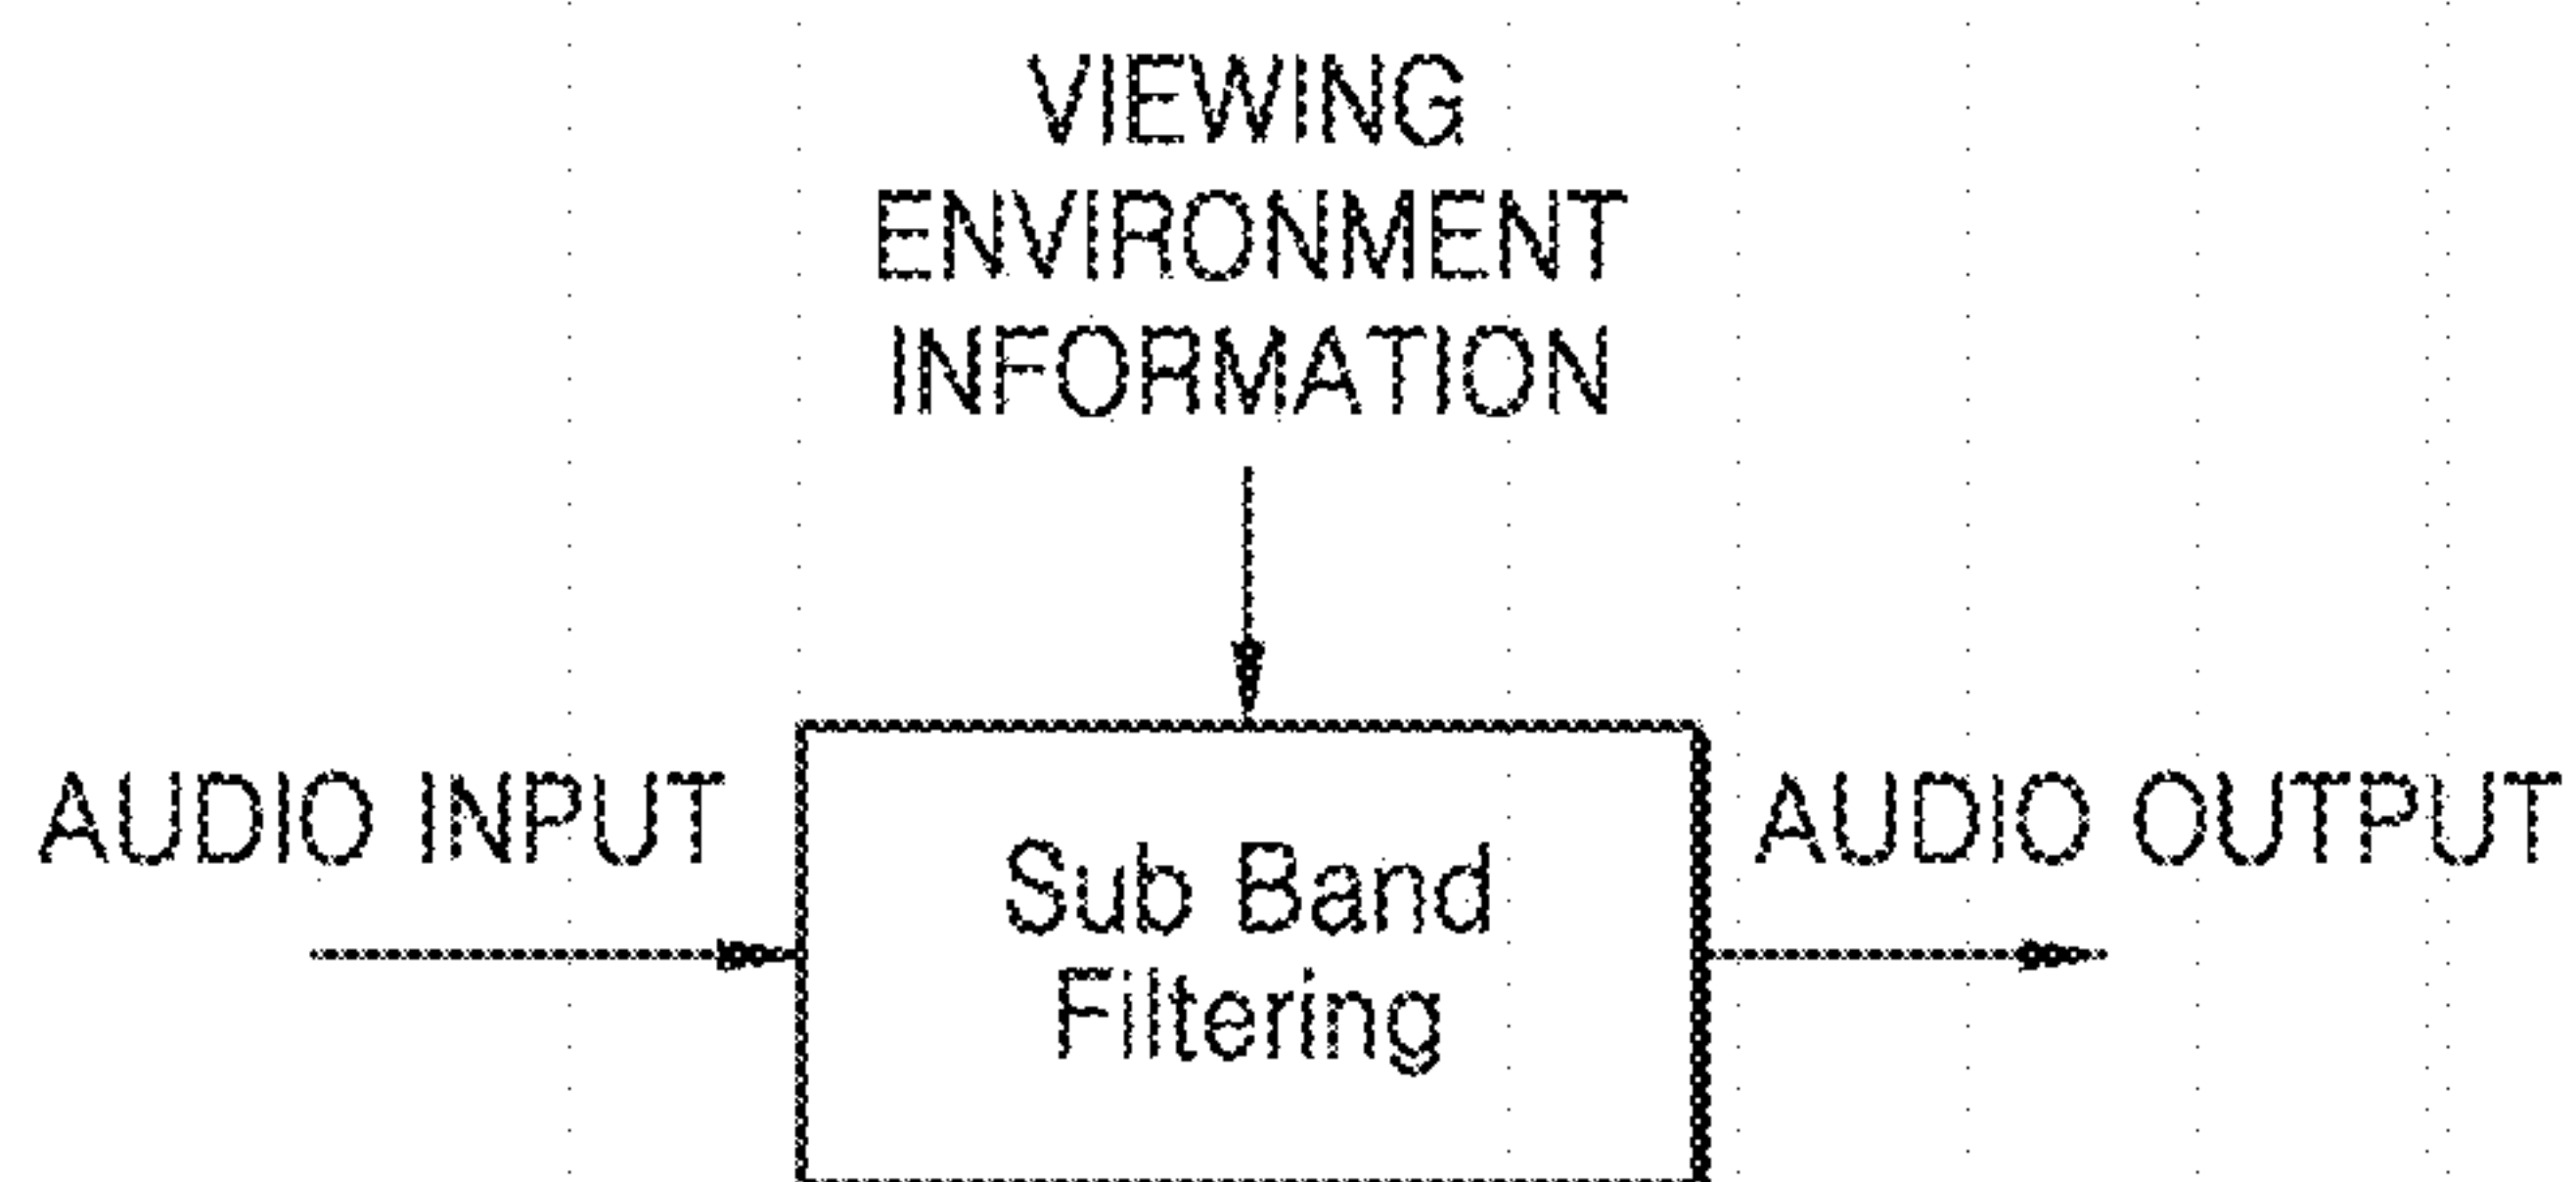 VIEWING
ENVIRONMENT
INFORMATION
AUDIO INPUT
Sub Band
Filtering
AUDIO OUTPUT